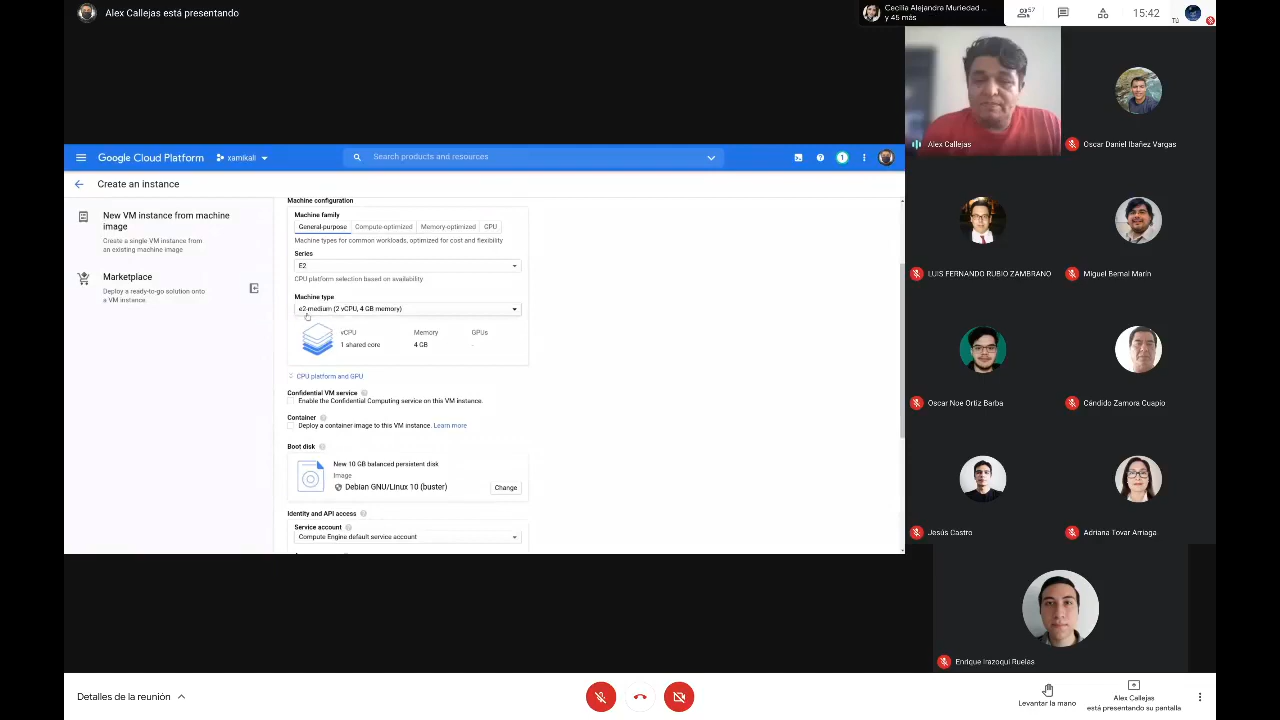 Alex Callejas está presentando
Cecilia Alejandra Muriedad ...
y 45 más
57
15:42
Tú
Google Cloud Platform
xamikali
Search products and resources
1
Create an instance
New VM instance from machine
image
Create a single VM instance from
an existing machine image
Marketplace
Deploy a ready-to-go solution onto
a VM instance.
Machine configuration
Machine family
General-purpose
Compute-optimized
Memory-optimized
GPU
Machine types for common workloads, optimized for cost and flexibility
Series
E2
CPU platform selection based on availability
Machine type
e2-medium (2 vCPU, 4 GB memory)
vCPU
Memory
GPUs
1 shared core
4 GB
-
CPU platform and GPU
Confidential VM service
Enable the Confidential Computing service on this VM instance.
Container
Deploy a container image to this VM instance. Learn more
Boot disk
New 10 GB balanced persistent disk
Image
Debian GNU/Linux 10 (buster)
Change
Identity and API access
Service account
Compute Engine default service account
Alex Callejas
Oscar Daniel Ibañez Vargas
LUIS FERNANDO RUBIO ZAMBRANO
Miguel Bernal Marin
Oscar Noe Ortiz Barba
Cándido Zamora Cuapio
Jesús Castro
Adriana Tovar Arriaga
Enrique Irazoqui Ruelas
Detalles de la reunión
Levantar la mano
Alex Callejas
está presentando su pantalla